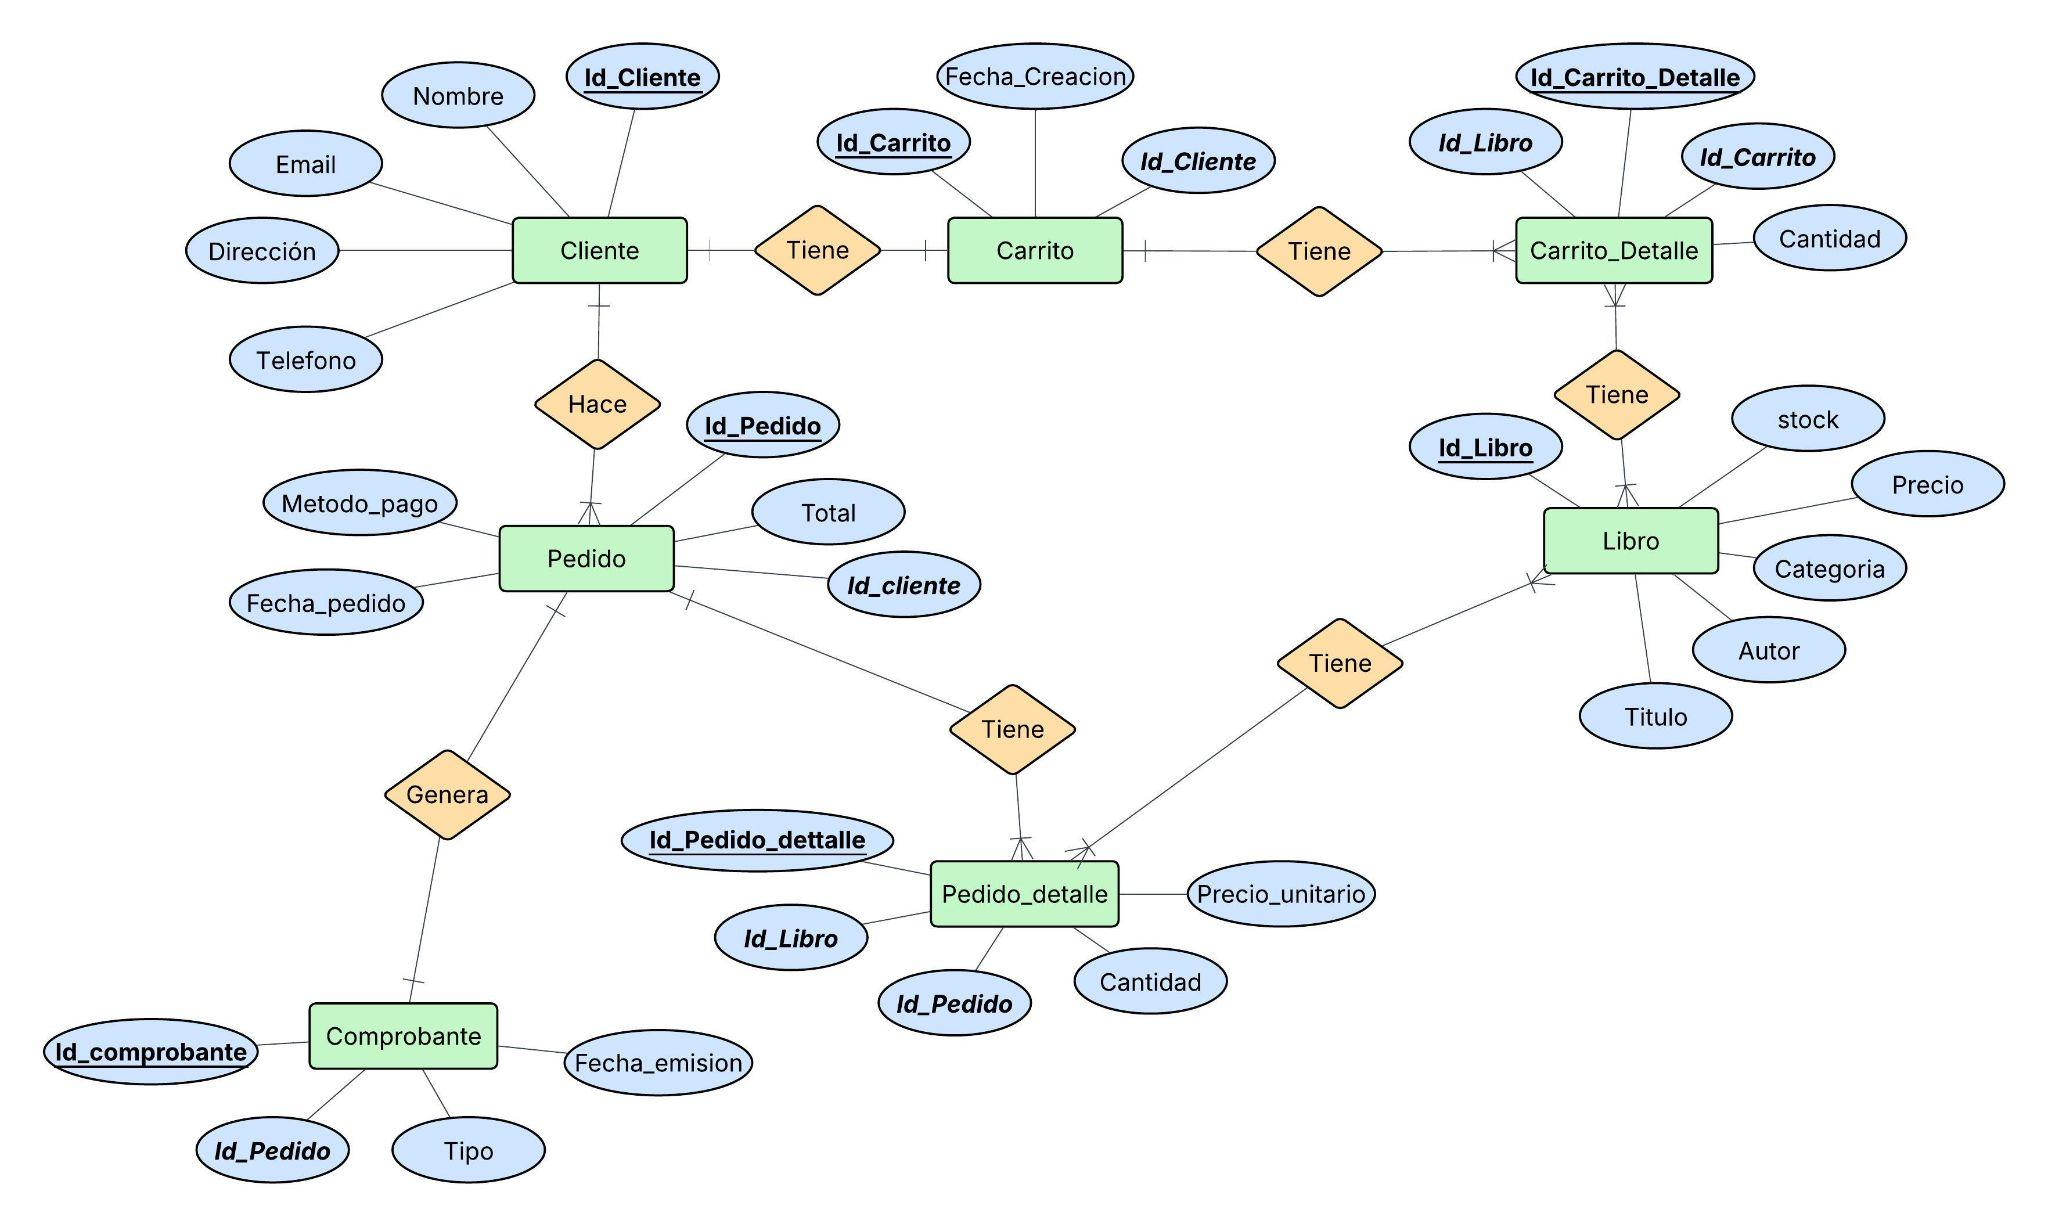 Id_Cliente
Nombre
Email
Dirección
Telefono
Cliente
Tiene
Fecha_Creacion
Id_Carrito
Id_Cliente
Carrito
Tiene
Id_Carrito_Detalle
Id_Libro
Id_Carrito
Cantidad
Carrito_Detalle
Hace
Tiene
Id_Pedido
Metodo_pago
Total
Pedido
Id_cliente
Fecha_pedido
Id_Libro
stock
Precio
Libro
Categoria
Autor
Titulo
Tiene
Tiene
Genera
Id_Pedido_dettalle
Pedido_detalle
Precio_unitario
Id_Libro
Id_Pedido
Cantidad
Comprobante
Id_comprobante
Fecha_emision
Id_Pedido
Tipo